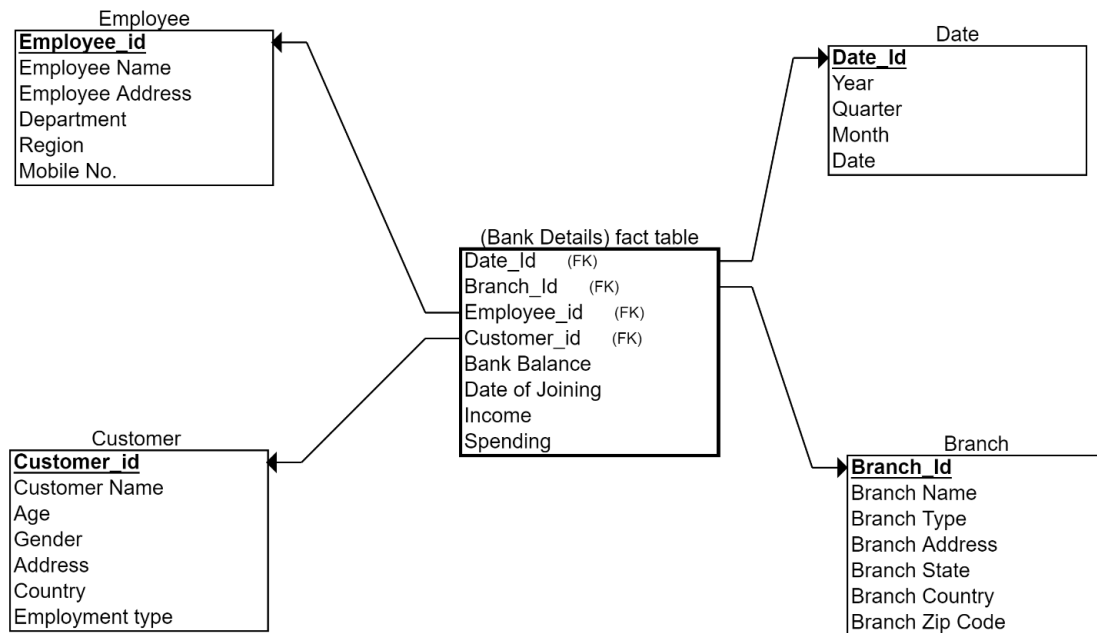 Employee
Employee_id
Employee Name
Employee Address
Department
Region
Mobile No.
Date
Date_Id
Year
Quarter
Month
Date
(Bank Details) fact table
Date_Id (FK)
Branch_Id (FK)
Employee_id (FK)
Customer_id (FK)
Bank Balance
Date of Joining
Income
Spending
Customer
Customer_id
Customer Name
Age
Gender
Address
Country
Employment type
Branch
Branch_Id
Branch Name
Branch Type
Branch Address
Branch State
Branch Country
Branch Zip Code